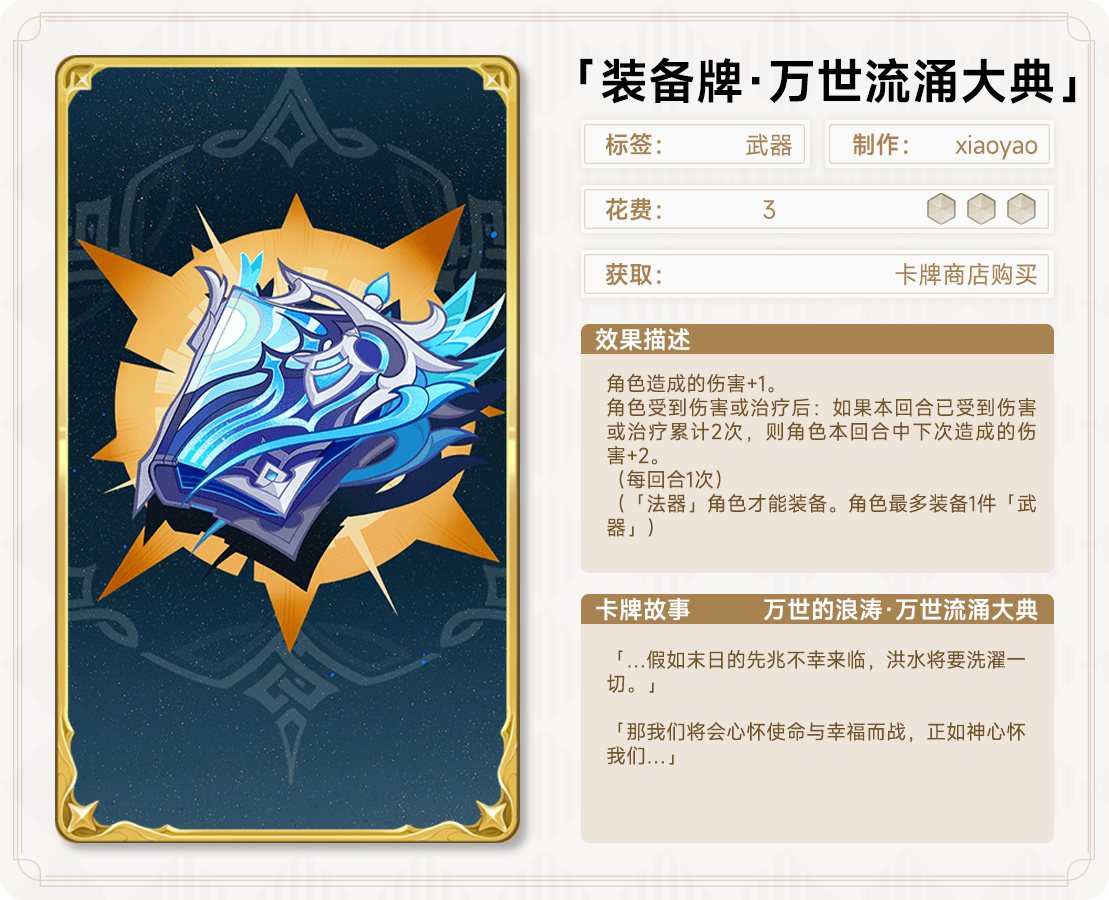 「装备牌·万世流涌大典」
标签： 武器
制作： xiaoyao
花费： 3
获取： 卡牌商店购买
效果描述
角色造成的伤害+1。
角色受到伤害或治疗后：如果本回合已受到伤害
或治疗累计2次，则角色本回合中下次造成的伤
害+2。
（每回合1次）
（「法器」角色才能装备。角色最多装备1件「武
器」）
卡牌故事 万世的浪涛·万世流涌大典
「...假如末日的先兆不幸来临，洪水将要洗濯一
切。」
「那我们将会心怀使命与幸福而战，正如神心怀
我们...」